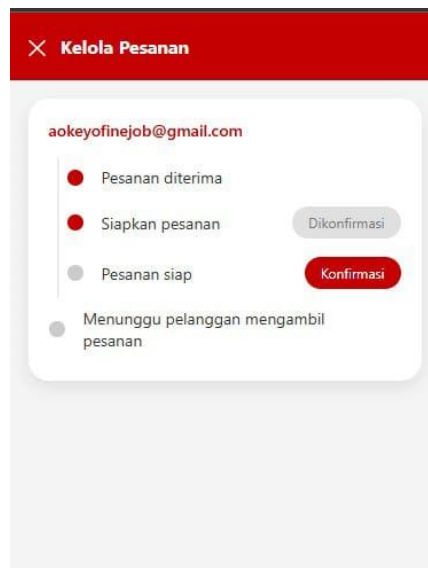 Kelola Pesanan
aokeyofinejob@gmail.com
Pesanan diterima
Siapkan pesanan Dikonfirmasi
Pesanan siap Konfirmasi
Menunggu pelanggan mengambil
pesanan